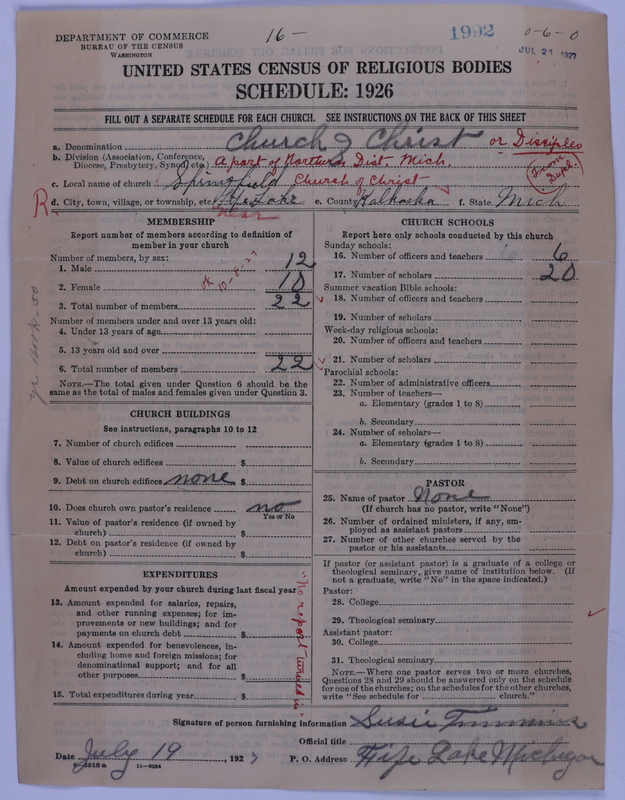 DEPARTMENT OF COMMERCE
BUREAU OF THE CENSUS
WASHINGTON
16 —
1992
0-6-0
JUL 21 1927
UNITED STATES CENSUS OF RELIGIOUS BODIES
SCHEDULE: 1926
FILL OUT A SEPARATE SCHEDULE FOR EACH CHURCH. SEE INSTRUCTIONS ON THE BACK OF THIS SHEET
a. Denomination Church of Christ or Disciples
b. Division (Association, Conference, Diocese, Presbytery, Synod, etc.) A part of Northern Dist. Mich.
c. Local name of church Springfield Church of Christ
d. City, town, village, or township, etc. Fife Lake e. County Kalkaska f. State Mich
R
near
MEMBERSHIP
Report number of members according to definition of member in your church
Number of members, by sex:
1. Male 12
2. Female 10
3. Total number of members 22
Number of members under and over 13 years old:
4. Under 13 years of age
5. 13 years old and over
6. Total number of members 22
NOTE.—The total given under Question 6 should be the same as the total of males and females given under Question 3.
CHURCH BUILDINGS
See instructions, paragraphs 10 to 12
7. Number of church edifices
8. Value of church edifices $
9. Debt on church edifices none $
10. Does church own pastor's residence no
Yes or No
11. Value of pastor's residence (if owned by church) $
12. Debt on pastor's residence (if owned by church) $
EXPENDITURES
Amount expended by your church during last fiscal year
13. Amount expended for salaries, repairs, and other running expenses; for improvements or new buildings; and for payments on church debt $
14. Amount expended for benevolences, including home and foreign missions; for denominational support; and for all other purposes $
15. Total expenditures during year $
"No report turned in"
CHURCH SCHOOLS
Report here only schools conducted by this church
Sunday schools:
16. Number of officers and teachers 6
17. Number of scholars 20
Summer vacation Bible schools:
18. Number of officers and teachers
19. Number of scholars
Week-day religious schools:
20. Number of officers and teachers
21. Number of scholars
Parochial schools:
22. Number of administrative officers
23. Number of teachers—
a. Elementary (grades 1 to 8)
b. Secondary
24. Number of scholars—
a. Elementary (grades 1 to 8)
b. Secondary
PASTOR
25. Name of pastor None
(If church has no pastor, write "None")
26. Number of ordained ministers, if any, employed as assistant pastors
27. Number of other churches served by the pastor or his assistants
If pastor (or assistant pastor) is a graduate of a college or theological seminary, give name of institution below. (If not a graduate, write "No" in the space indicated.)
Pastor:
28. College
29. Theological seminary
Assistant pastor:
30. College
31. Theological seminary
NOTE.—Where one pastor serves two or more churches, Questions 28 and 29 should be answered only on the schedule for one of the churches; on the schedules for the other churches, write "See schedule for church."
Signature of person furnishing information Susie Timmins
Official title
Date July 19, 192 P. O. Address Fife Lake Michigan
8—5518 a 11—9084